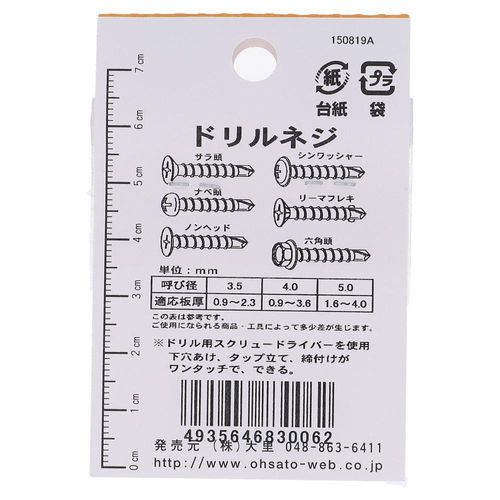 150819A
紙 プラ
台紙 袋
ドリルネジ
サラ頭 シンワッシャー
ナベ頭 リーマフレキ
ノンヘッド 六角頭
単位：mm
呼び径 3.5 4.0 5.0
適応板厚 0.9～2.3 0.9～3.6 1.6～4.0
この表は参考です。
ご使用になられる商品・工具によって多少差が生じます。
※ドリル用スクリュードライバーを使用
下穴あけ、タップ立て、締付けが
ワンタッチで、できる。
4935646830062
発売元 (株)大里 048-863-6411
http://www.ohsato-web.co.jp
7cm
6cm
5cm
4cm
3cm
2cm
1cm
0cm